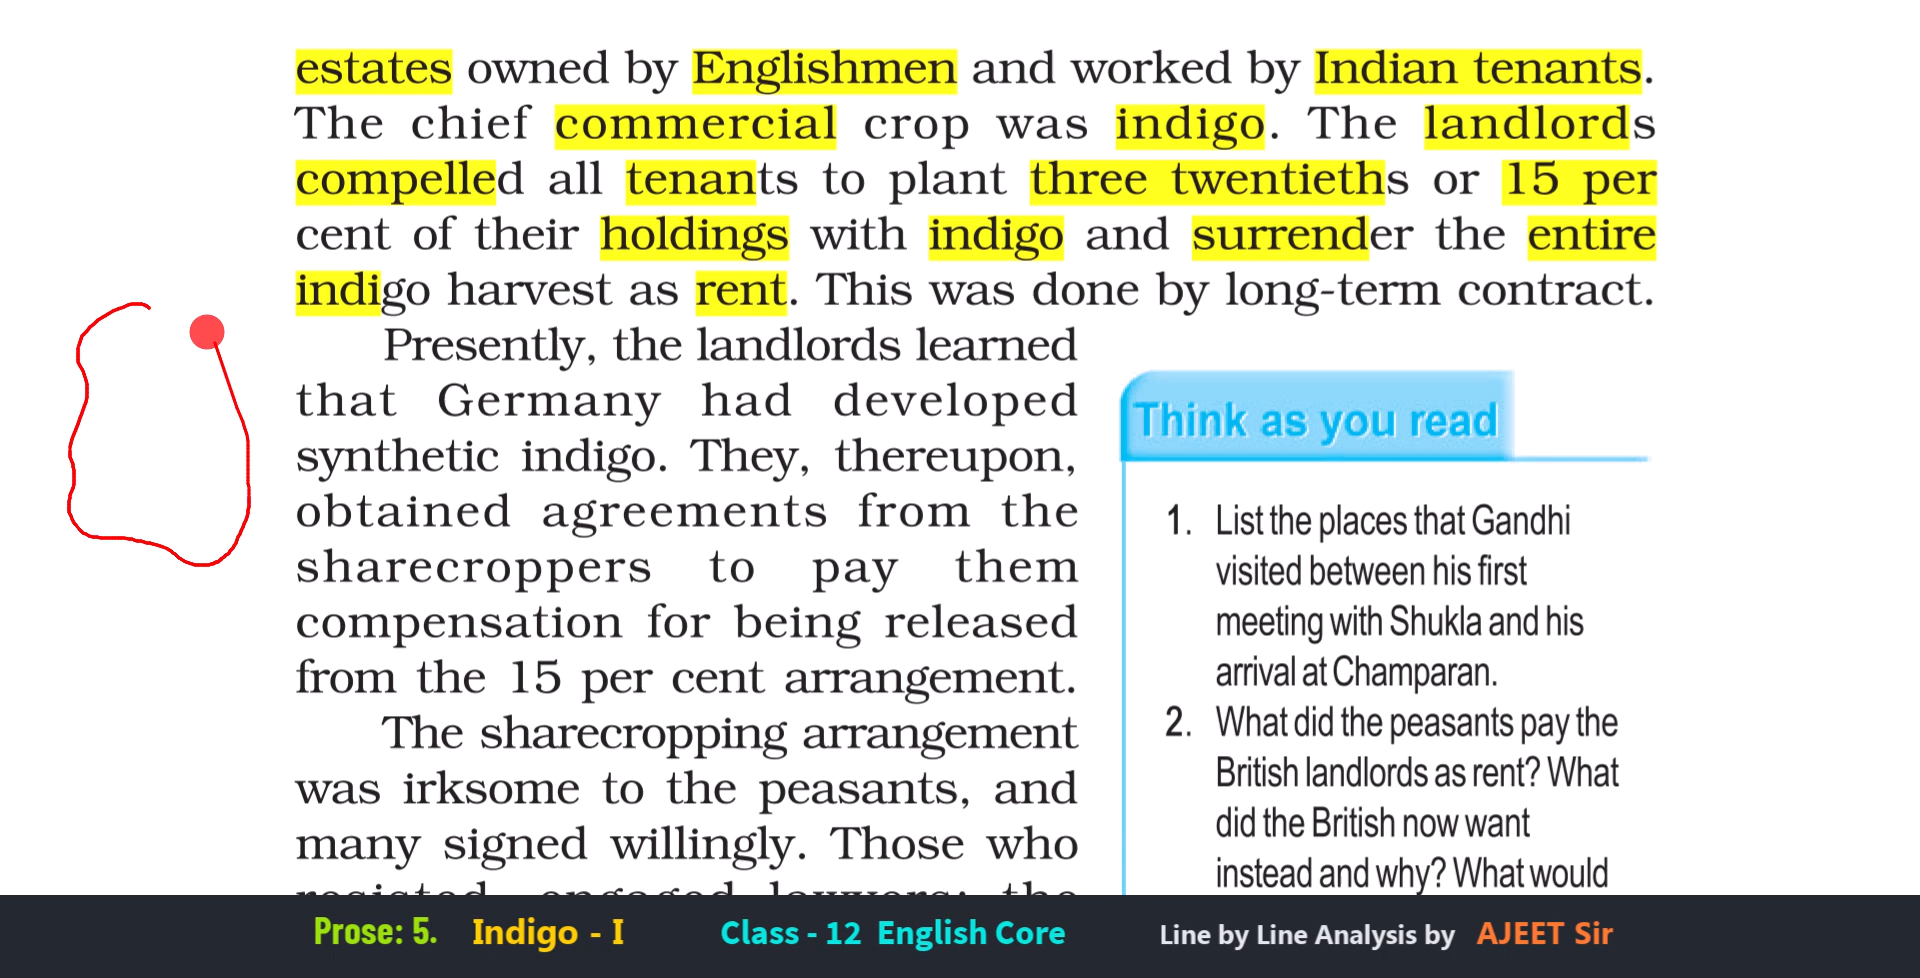 estates owned by Englishmen and worked by Indian tenants.
The chief commercial crop was indigo. The landlords
compelled all tenants to plant three twentieths or 15 per
cent of their holdings with indigo and surrender the entire
indigo harvest as rent. This was done by long-term contract.
Presently, the landlords learned
that Germany had developed
synthetic indigo. They, thereupon,
obtained agreements from the
sharecroppers to pay them
compensation for being released
from the 15 per cent arrangement.
The sharecropping arrangement
was irksome to the peasants, and
many signed willingly. Those who
resisted, engaged lawyers; the
Think as you read
1. List the places that Gandhi
visited between his first
meeting with Shukla and his
arrival at Champaran.
2. What did the peasants pay the
British landlords as rent? What
did the British now want
instead and why? What would
Prose: 5. Indigo - I Class - 12 English Core Line by Line Analysis by AJEET Sir